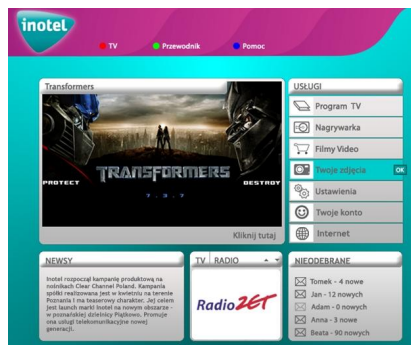 inotel
TV Przewodnik Pomoc
Transformers
PROTECT
TRANSFORMERS
DESTROY
7.3.7
Kliknij tutaj
USŁUGI
Program TV
Nagrywarka
Filmy Video
Twoje zdjęcia OK
Ustawienia
Twoje konto
Internet
NEWSY
Inotel rozpoczął kampanię produktową na
nośnikach Clear Channel Poland. Kampania
spółki realizowana jest w kwietniu na terenie
Poznania i ma teaserowy charakter. Jej celem
jest launch marki Inotel na nowym obszarze -
w poznańskiej dzielnicy Piątkowo. Promuje
ona usługi telekomunikacyjne nowej
generacji.
TV RADIO
Radio ZET
NIEODEBRANE
Tomek - 4 nowe
Jan - 12 nowych
Adam - 0 nowych
Anna - 3 nowe
Beata - 90 nowych